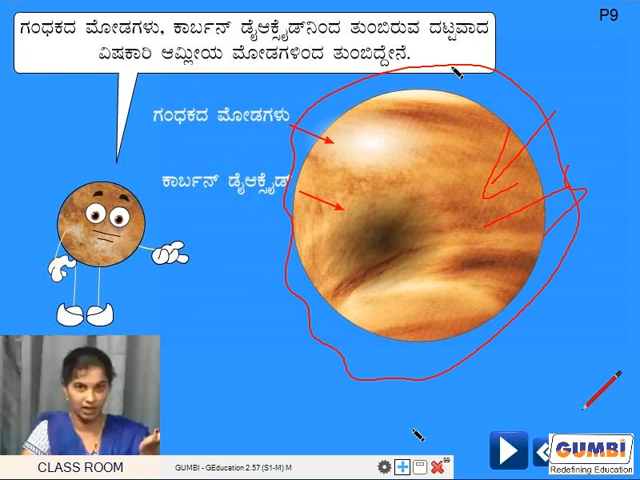 P9
ಗಂಧಕದ ಮೋಡಗಳು, ಕಾರ್ಬನ್ ಡೈಆಕ್ಸೈಡ್‌ನಿಂದ ತುಂಬಿರುವ ದಟ್ಟವಾದ
ವಿಷಕಾರಿ ಆಮ್ಲೀಯ ಮೋಡಗಳಿಂದ ತುಂಬಿದ್ದೇನೆ.
ಗಂಧಕದ ಮೋಡಗಳು
ಕಾರ್ಬನ್ ಡೈಆಕ್ಸೈಡ್
GUMBi
Redefining Education
CLASS ROOM
GUMBI - GEducation 2.57 (S1-M) M
99